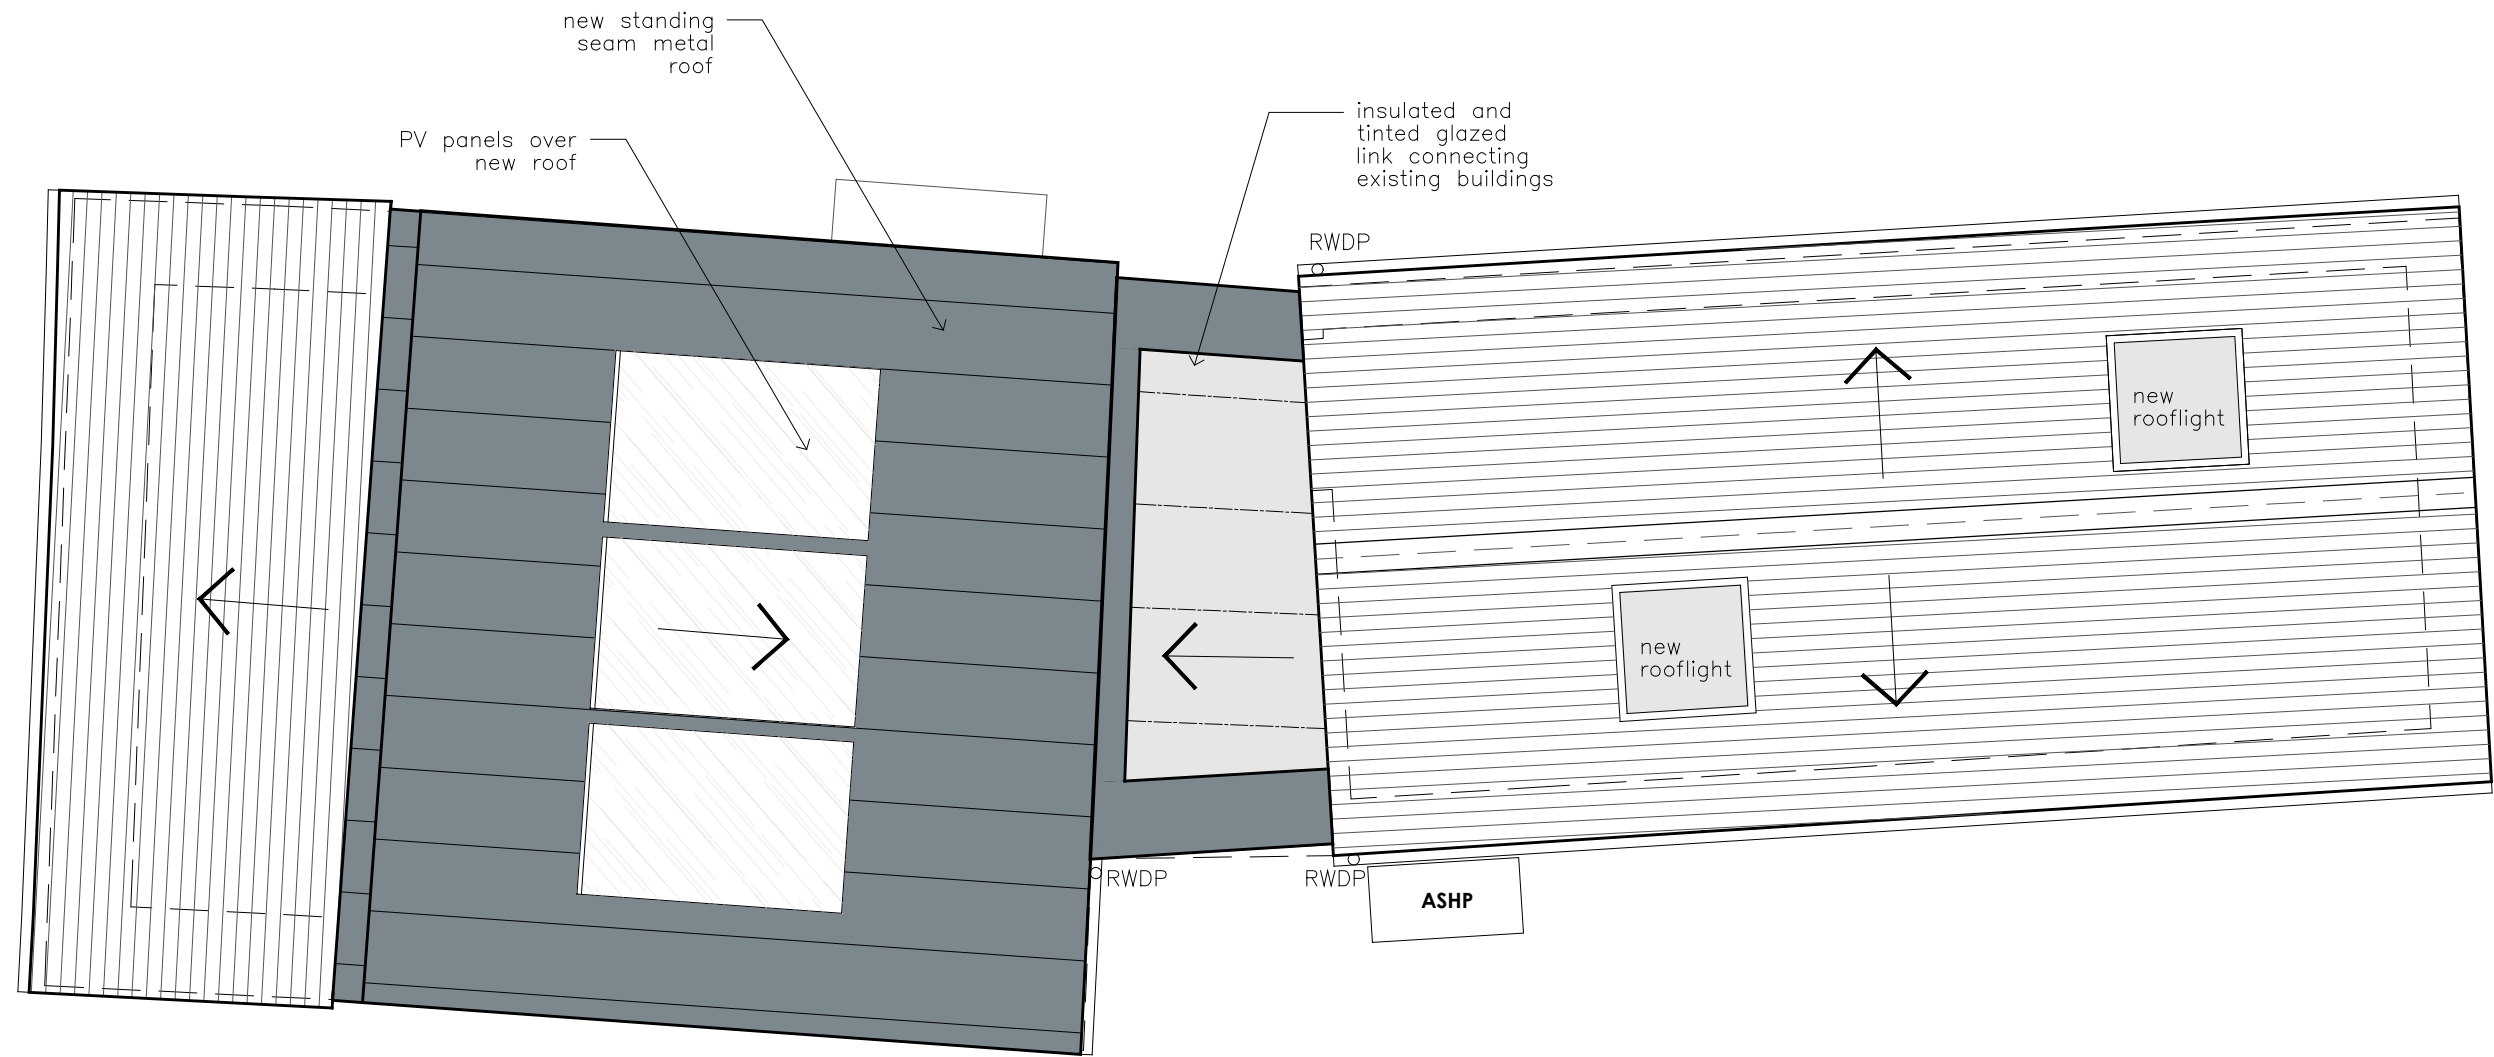 new standing
seam metal
roof
PV panels over
new roof
insulated and
tinted glazed
link connecting
existing buildings
RWDP
new
rooflight
new
rooflight
RWDP
RWDP
ASHP